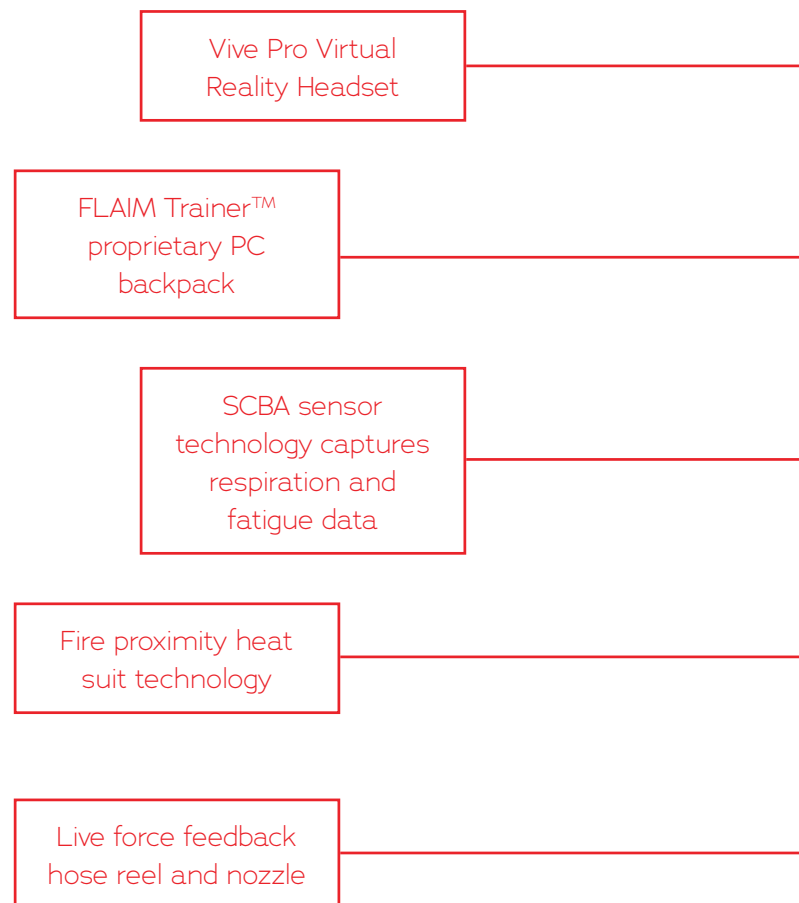 Vive Pro Virtual
Reality Headset
FLAIM Trainer™
proprietary PC
backpack
SCBA sensor
technology captures
respiration and
fatigue data
Fire proximity heat
suit technology
Live force feedback
hose reel and nozzle